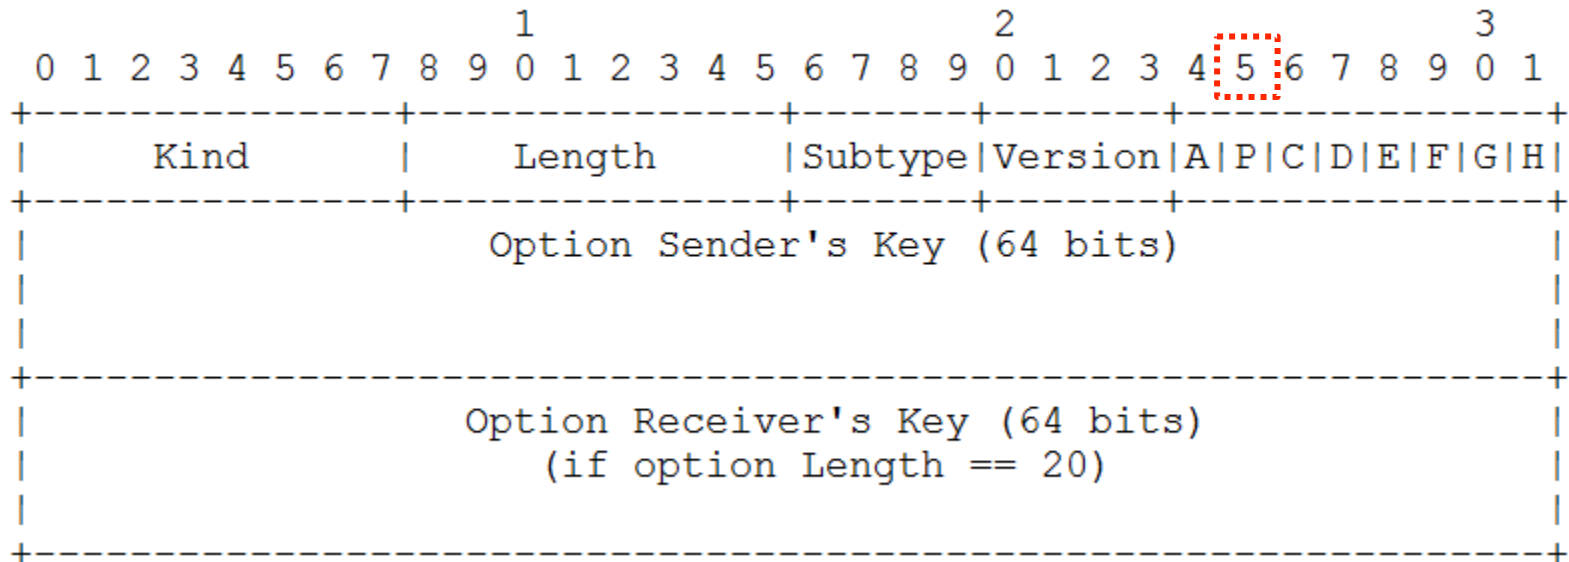 1 2 3
0 1 2 3 4 5 6 7 8 9 0 1 2 3 4 5 6 7 8 9 0 1 2 3 4 5 6 7 8 9 0 1
+---------------+---------------+-------+-------+---------------+
| Kind | Length |Subtype|Version|A|P|C|D|E|F|G|H|
+---------------+---------------+-------+-------+---------------+
| Option Sender's Key (64 bits) |
| |
| |
+---------------------------------------------------------------+
| Option Receiver's Key (64 bits) |
| (if option Length == 20) |
| |
+---------------------------------------------------------------+